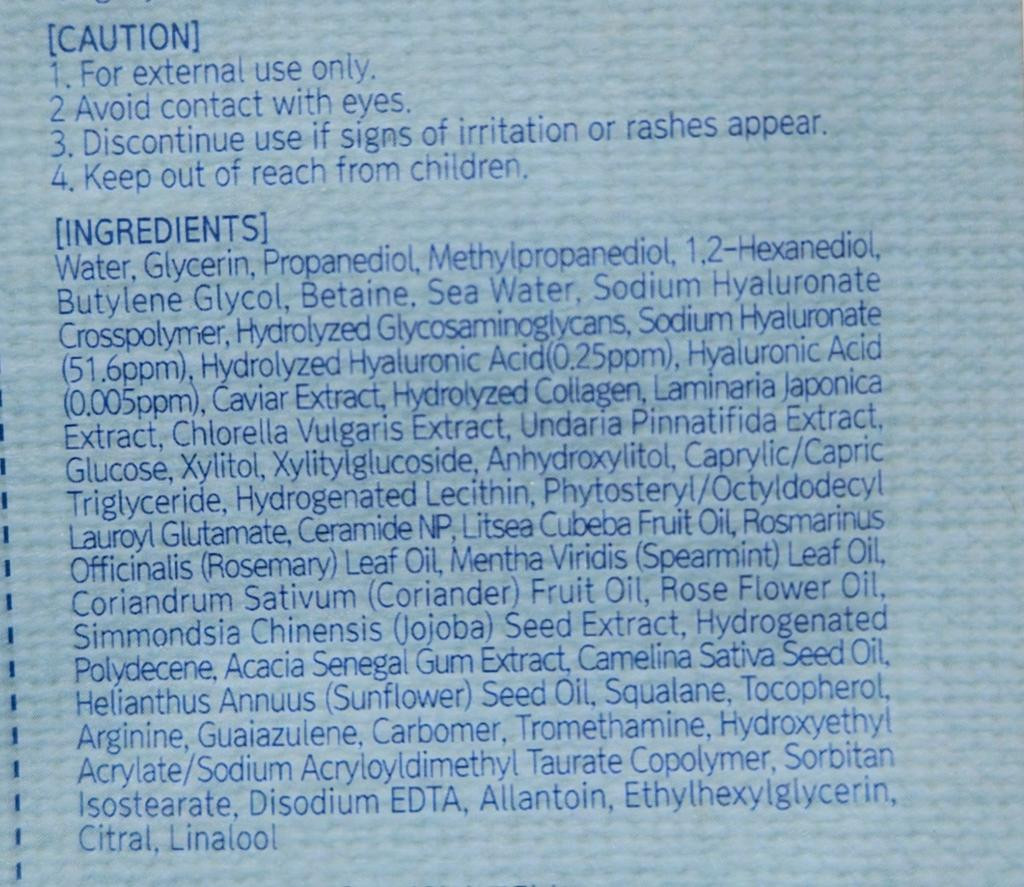 [CAUTION]
1. For external use only.
2 Avoid contact with eyes.
3. Discontinue use if signs of irritation or rashes appear.
4. Keep out of reach from children.
[INGREDIENTS]
Water, Glycerin, Propanediol, Methylpropanediol, 1,2-Hexanediol,
Butylene Glycol, Betaine, Sea Water, Sodium Hyaluronate
Crosspolymer, Hydrolyzed Glycosaminoglycans, Sodium Hyaluronate
(51.6ppm), Hydrolyzed Hyaluronic Acid(0.25ppm), Hyaluronic Acid
(0.005ppm), Caviar Extract, Hydrolyzed Collagen, Laminaria Japonica
Extract, Chlorella Vulgaris Extract, Undaria Pinnatifida Extract,
Glucose, Xylitol, Xylitylglucoside, Anhydroxylitol, Caprylic/Capric
Triglyceride, Hydrogenated Lecithin, Phytosteryl/Octyldodecyl
Lauroyl Glutamate, Ceramide NP, Litsea Cubeba Fruit Oil, Rosmarinus
Officinalis (Rosemary) Leaf Oil, Mentha Viridis (Spearmint) Leaf Oil,
Coriandrum Sativum (Coriander) Fruit Oil, Rose Flower Oil,
Simmondsia Chinensis (Jojoba) Seed Extract, Hydrogenated
Polydecene, Acacia Senegal Gum Extract, Camelina Sativa Seed Oil,
Helianthus Annuus (Sunflower) Seed Oil, Squalane, Tocopherol,
Arginine, Guaiazulene, Carbomer, Tromethamine, Hydroxyethyl
Acrylate/Sodium Acryloyldimethyl Taurate Copolymer, Sorbitan
Isostearate, Disodium EDTA, Allantoin, Ethylhexylglycerin,
Citral, Linalool